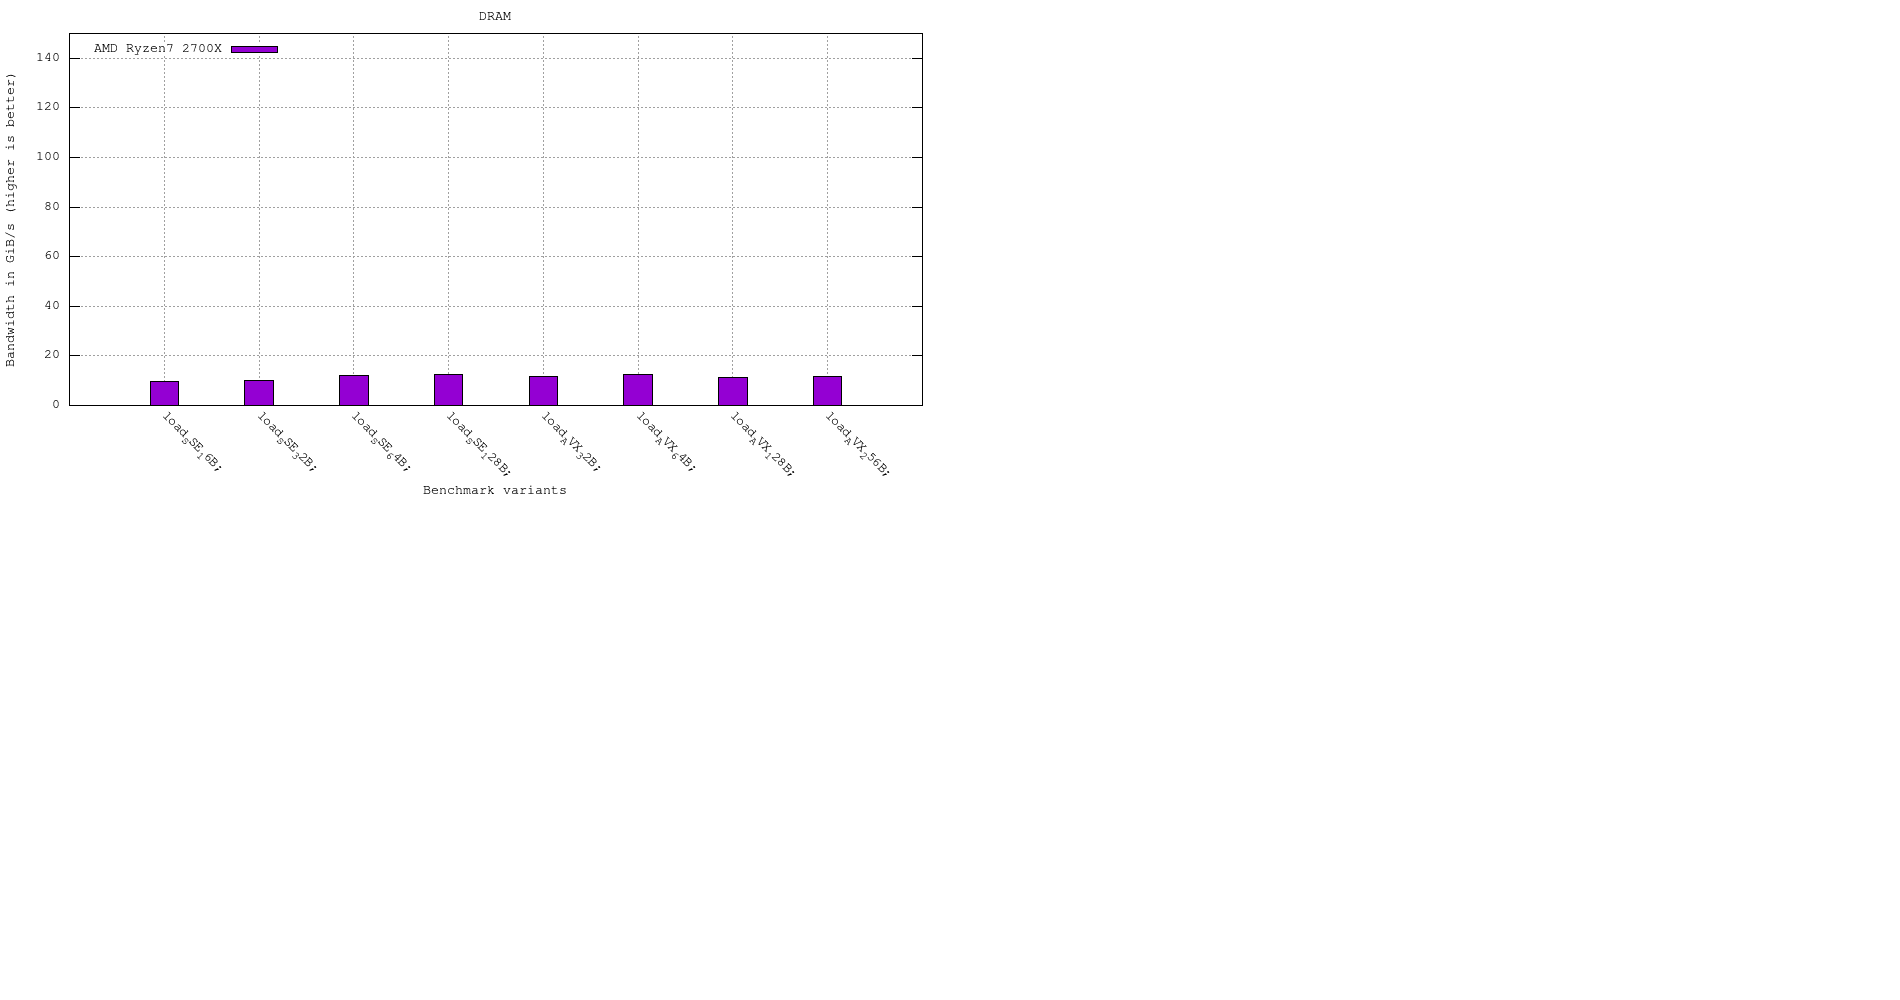 DRAM
AMD Ryzen7 2700X
Bandwidth in GiB/s (higher is better)
140
120
100
80
60
40
20
0
load_SSE_16B;
load_SSE_32B;
load_SSE_64B;
load_SSE_128B;
load_AVX_32B;
load_AVX_64B;
load_AVX_128B;
load_AVX_256B;
Benchmark variants